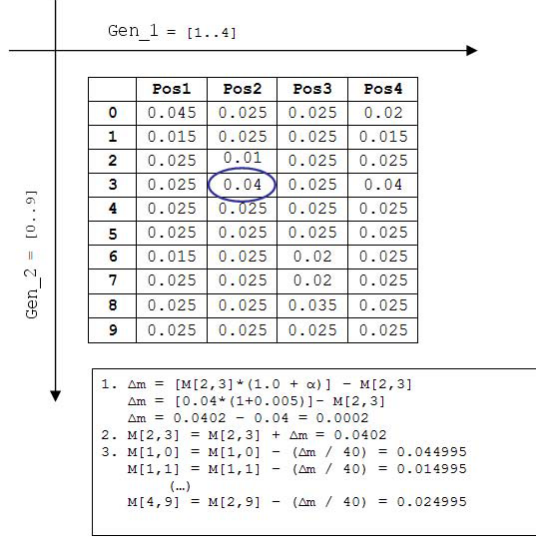 Gen_1 = [1..4]
Gen_2 = [0..9]
Pos1 Pos2 Pos3 Pos4
0 0.045 0.025 0.025 0.02
1 0.015 0.025 0.025 0.015
2 0.025 0.01 0.025 0.025
3 0.025 0.04 0.025 0.04
4 0.025 0.025 0.025 0.025
5 0.025 0.025 0.025 0.025
6 0.015 0.025 0.02 0.025
7 0.025 0.025 0.02 0.025
8 0.025 0.025 0.035 0.025
9 0.025 0.025 0.025 0.025
1. Δm = [M[2,3]*(1.0 + α)] - M[2,3]
Δm = [0.04*(1+0.005)]- M[2,3]
Δm = 0.0402 - 0.04 = 0.0002
2. M[2,3] = M[2,3] + Δm = 0.0402
3. M[1,0] = M[1,0] - (Δm / 40) = 0.044995
M[1,1] = M[1,1] - (Δm / 40) = 0.014995
(…)
M[4,9] = M[2,9] - (Δm / 40) = 0.024995